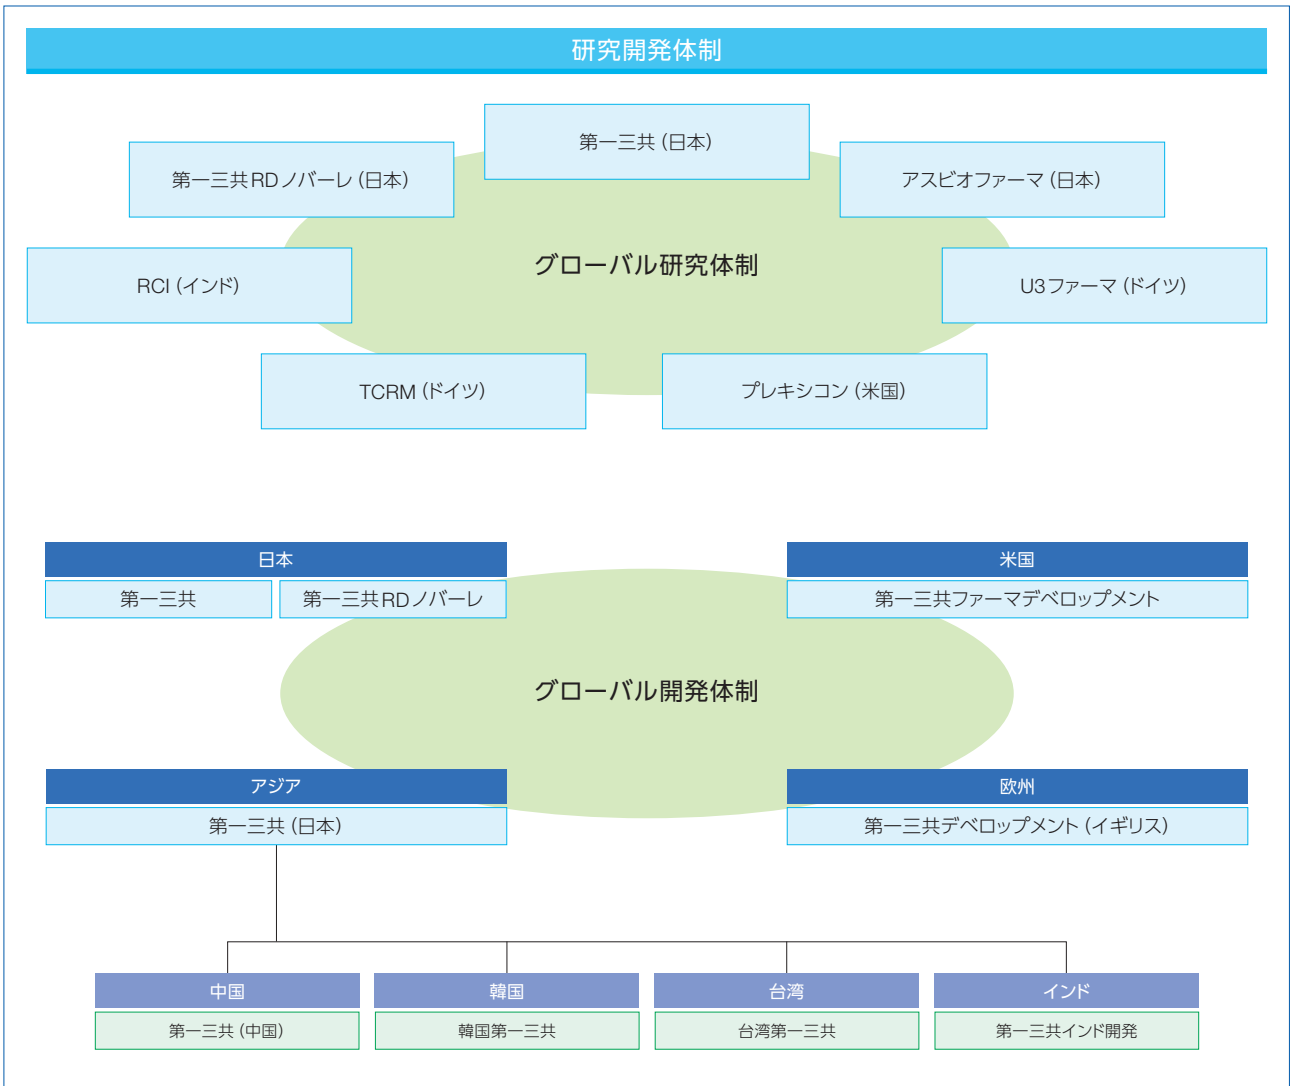 研究開発体制
第一三共 (日本)
第一三共RDノバーレ (日本)
アスピオファーマ (日本)
グローバル研究体制
RCI (インド)
U3ファーマ (ドイツ)
TCRM (ドイツ)
プレキシコン (米国)
日本
米国
第一三共
第一三共RDノバーレ
第一三共ファーマデベロップメント
グローバル開発体制
アジア
欧州
第一三共 (日本)
第一三共デベロップメント (イギリス)
中国
韓国
台湾
インド
第一三共 (中国)
韓国第一三共
台湾第一三共
第一三共インド開発